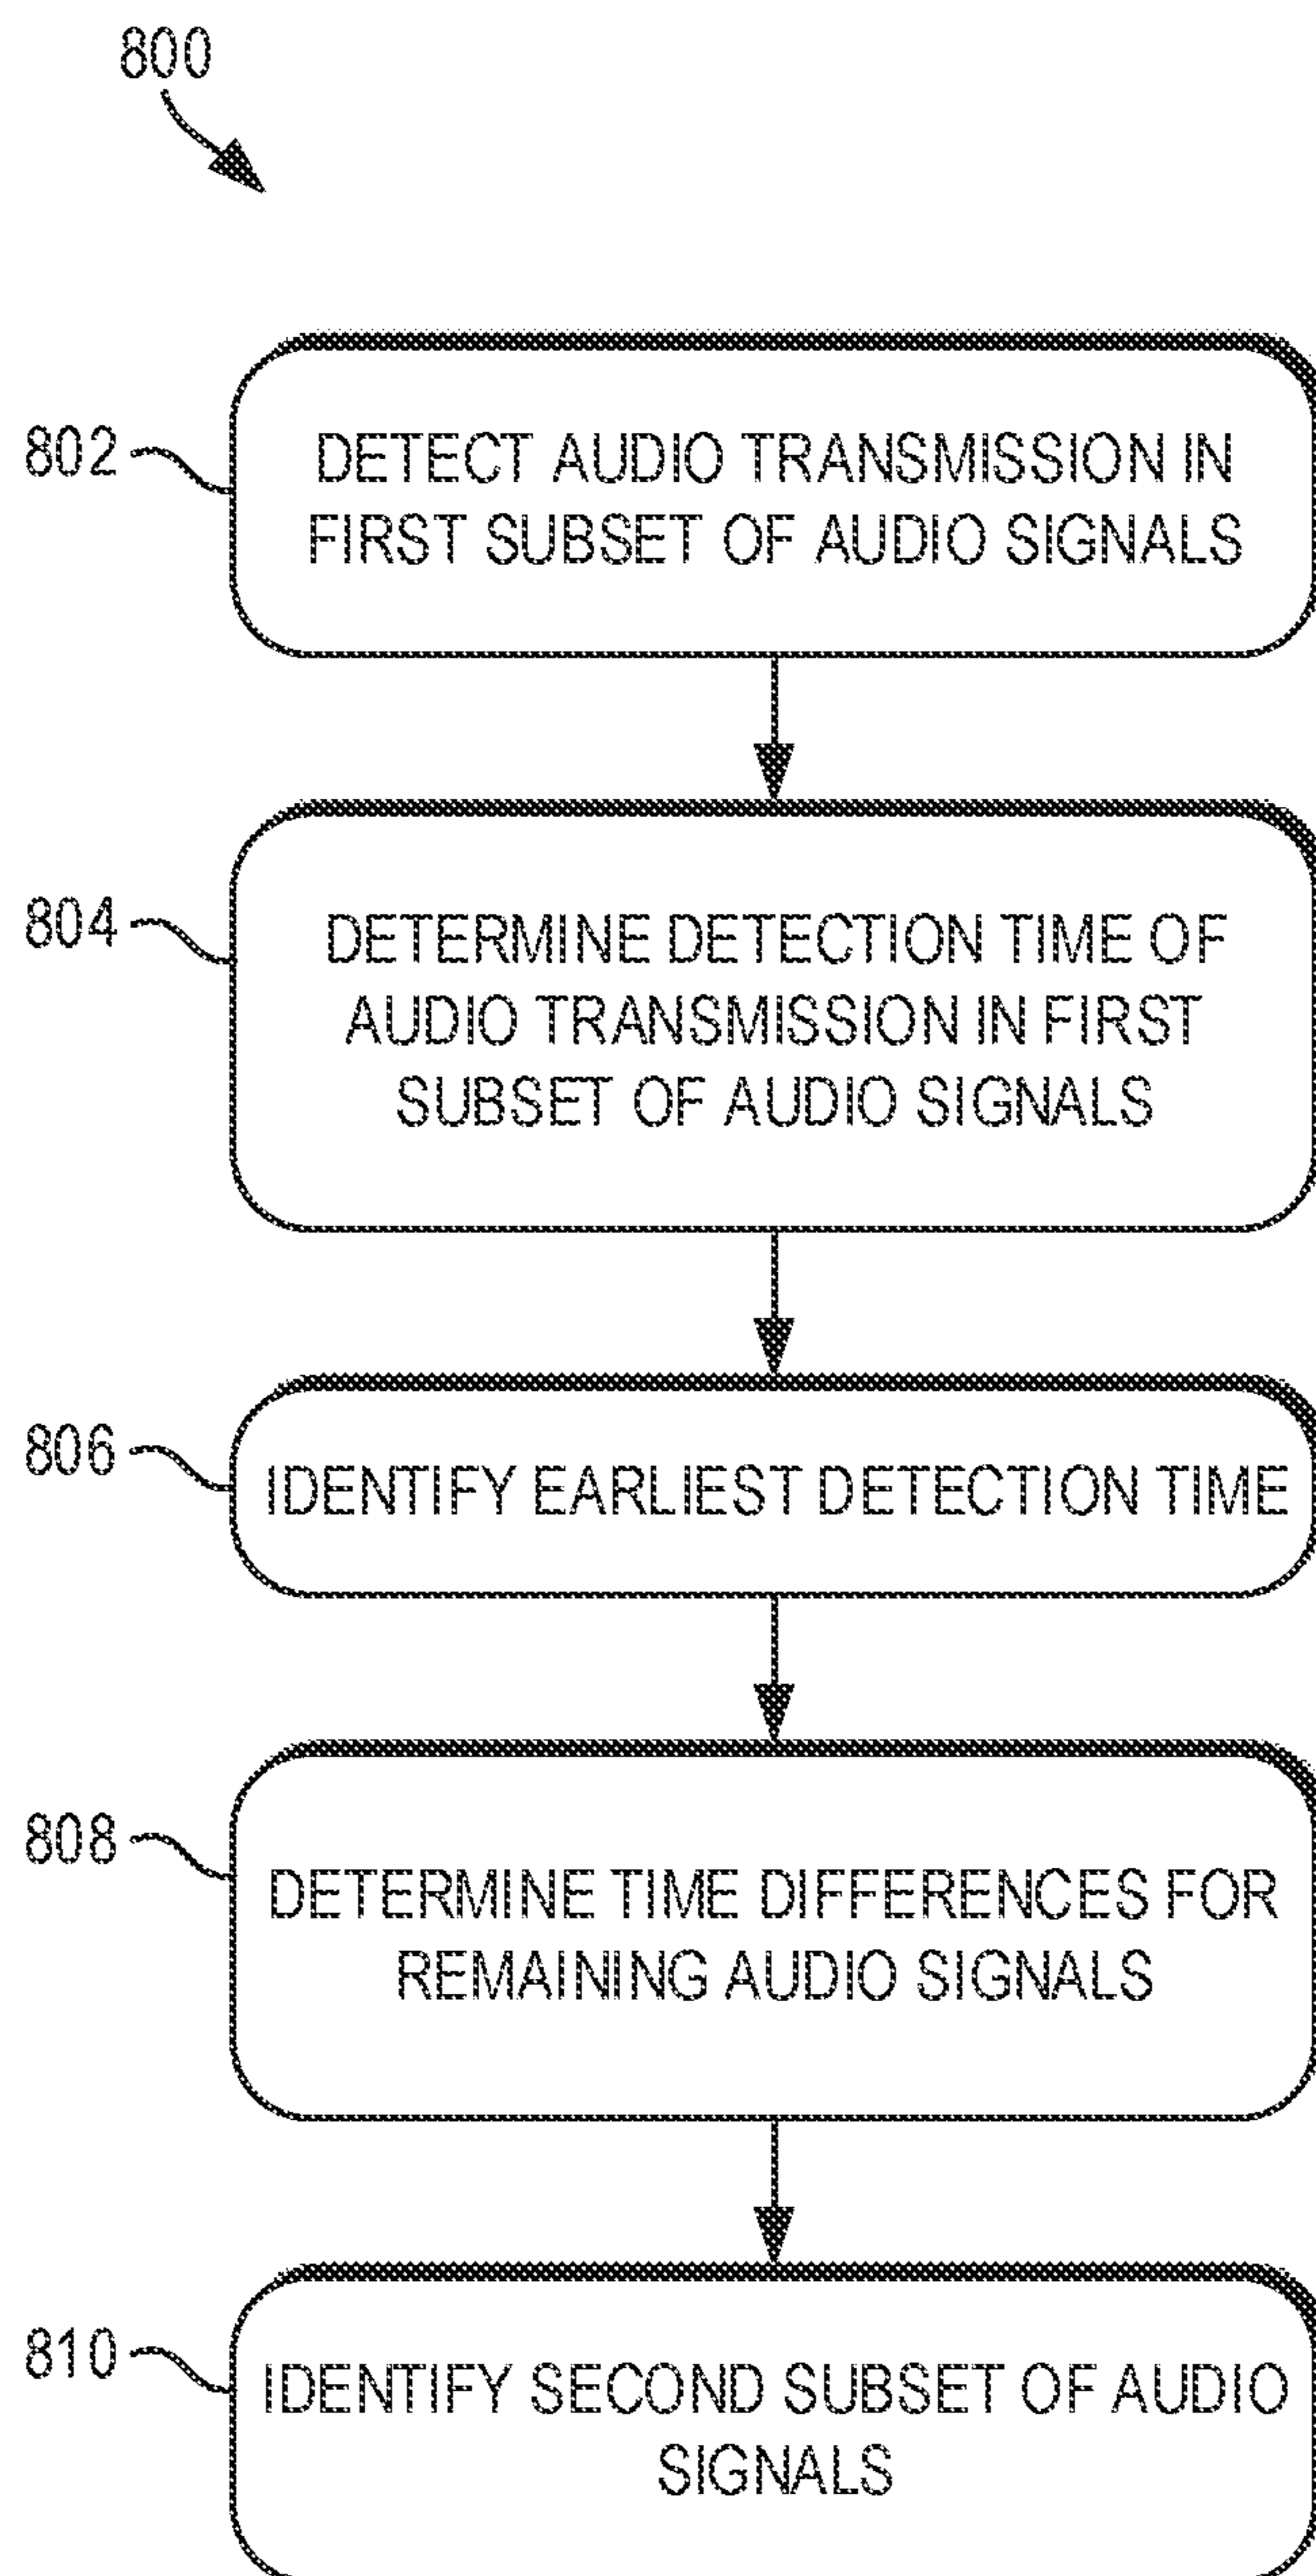 800
802
DETECT AUDIO TRANSMISSION IN
FIRST SUBSET OF AUDIO SIGNALS
804
DETERMINE DETECTION TIME OF
AUDIO TRANSMISSION IN FIRST
SUBSET OF AUDIO SIGNALS
806
IDENTIFY EARLIEST DETECTION TIME
808
DETERMINE TIME DIFFERENCES FOR
REMAINING AUDIO SIGNALS
810
IDENTIFY SECOND SUBSET OF AUDIO
SIGNALS